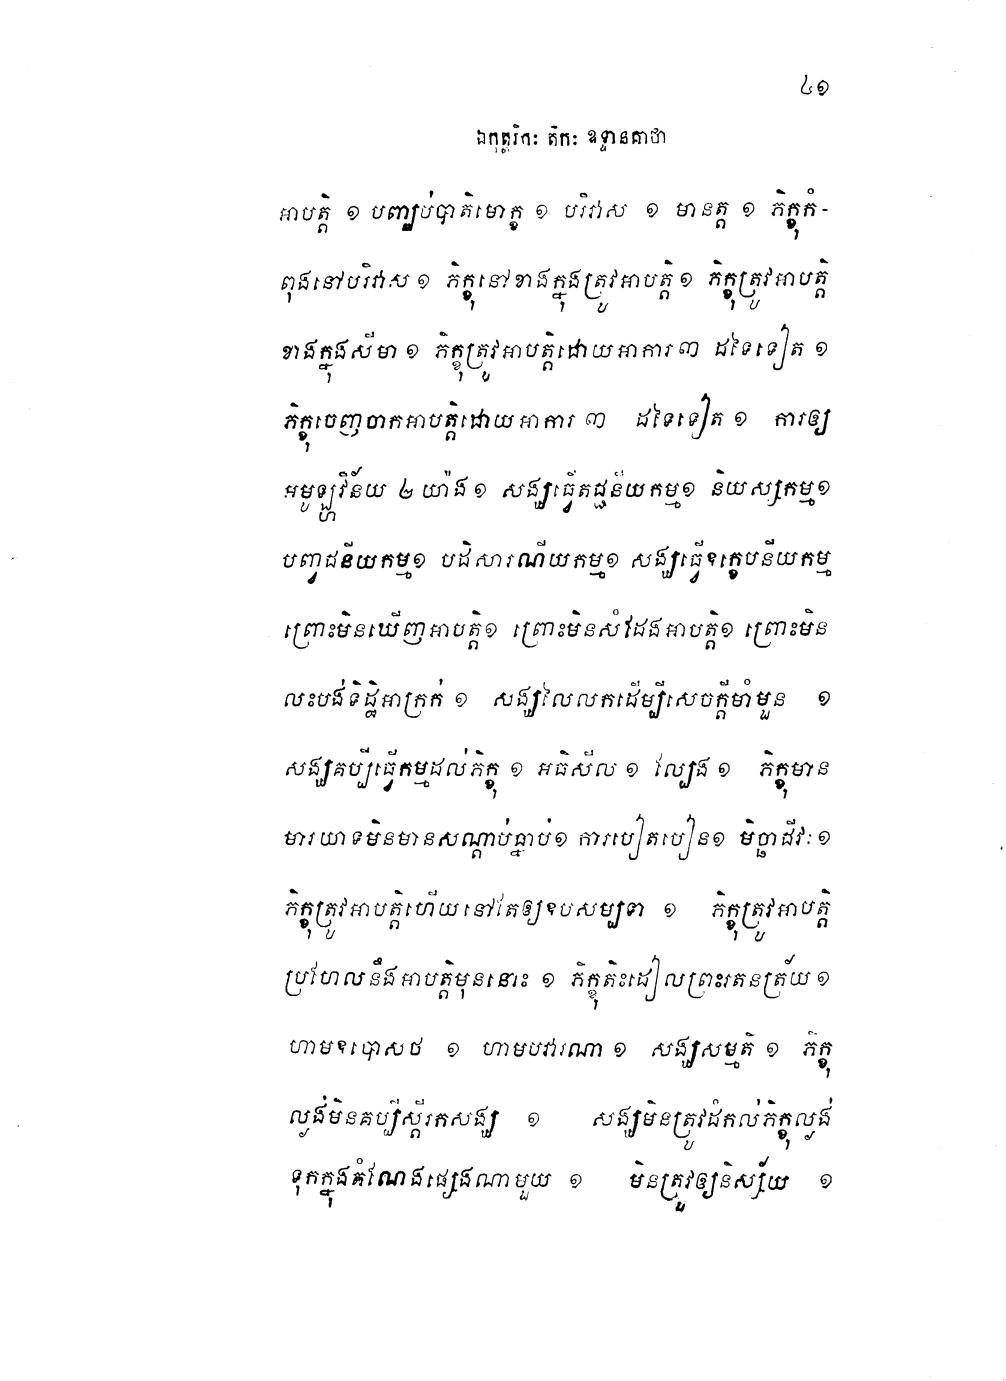 ៤១
ឯកុត្តរិកៈ តិកៈ ឧទ្ទានគាថា
អាបត្តិ ១ បញ្ឈប់បាតិមោក្ខ ១ បរិវាស ១ មានត្ត ១ ភិក្ខុកំ-
ពុងនៅបរិវាស ១ ភិក្ខុនៅខាងក្នុងត្រូវអាបត្តិ ១ ភិក្ខុត្រូវអាបត្តិ
ខាងក្នុងសីមា ១ ភិក្ខុត្រូវអាបត្តិដោយអាការ ៣ ដទៃទៀត ១
ភិក្ខុចេញចាកអាបត្តិដោយអាការ ៣ ដទៃទៀត ១ ការឲ្យ
អមូឡ្ហវិន័យ ២ យ៉ាង ១ សង្ឃធ្វើតជ្ជនីយកម្ម ១ និយស្សកម្ម ១
បញ្វជនីយកម្ម ១ បដិសារណីយកម្ម ១ សង្ឃធ្វើឧក្ខេបនីយកម្ម
ព្រោះមិនឃើញអាបត្តិ ១ ព្រោះមិនសំដែងអាបត្តិ ១ ព្រោះមិន
លះបង់ទិដ្ឋិអាក្រក់ ១ សង្ឃលៃលកដើម្បីសេចក្តីមាំមួន ១
សង្ឃគប្បីធ្វើកម្មដល់ភិក្ខុ ១ អធិសីល ១ ល្បែង ១ ភិក្ខុមាន
មារយាទមិនមានសណ្តាប់ធ្នាប់ ១ ការបៀតបៀន ១ មិច្ឆាជីវៈ ១
ភិក្ខុត្រូវអាបត្តិហើយនៅតែឲ្យឧបសម្បទា ១ ភិក្ខុត្រូវអាបត្តិ
ប្រហែលនឹងអាបត្តិមុននោះ ១ ភិក្ខុតិះដៀលព្រះរតនត្រ័យ ១
ហាមឧបោសថ ១ ហាមបវារណា ១ សង្ឃសម្មតិ ១ ភិក្ខុ
ល្ងង់មិនគប្បីស្តីរកសង្ឃ ១ សង្ឃមិនត្រូវដំកល់ភិក្ខុល្ងង់
ទុកក្នុងតំណែងផ្សេងណាមួយ ១ មិនត្រូវឲ្យនិស្ស័យ ១